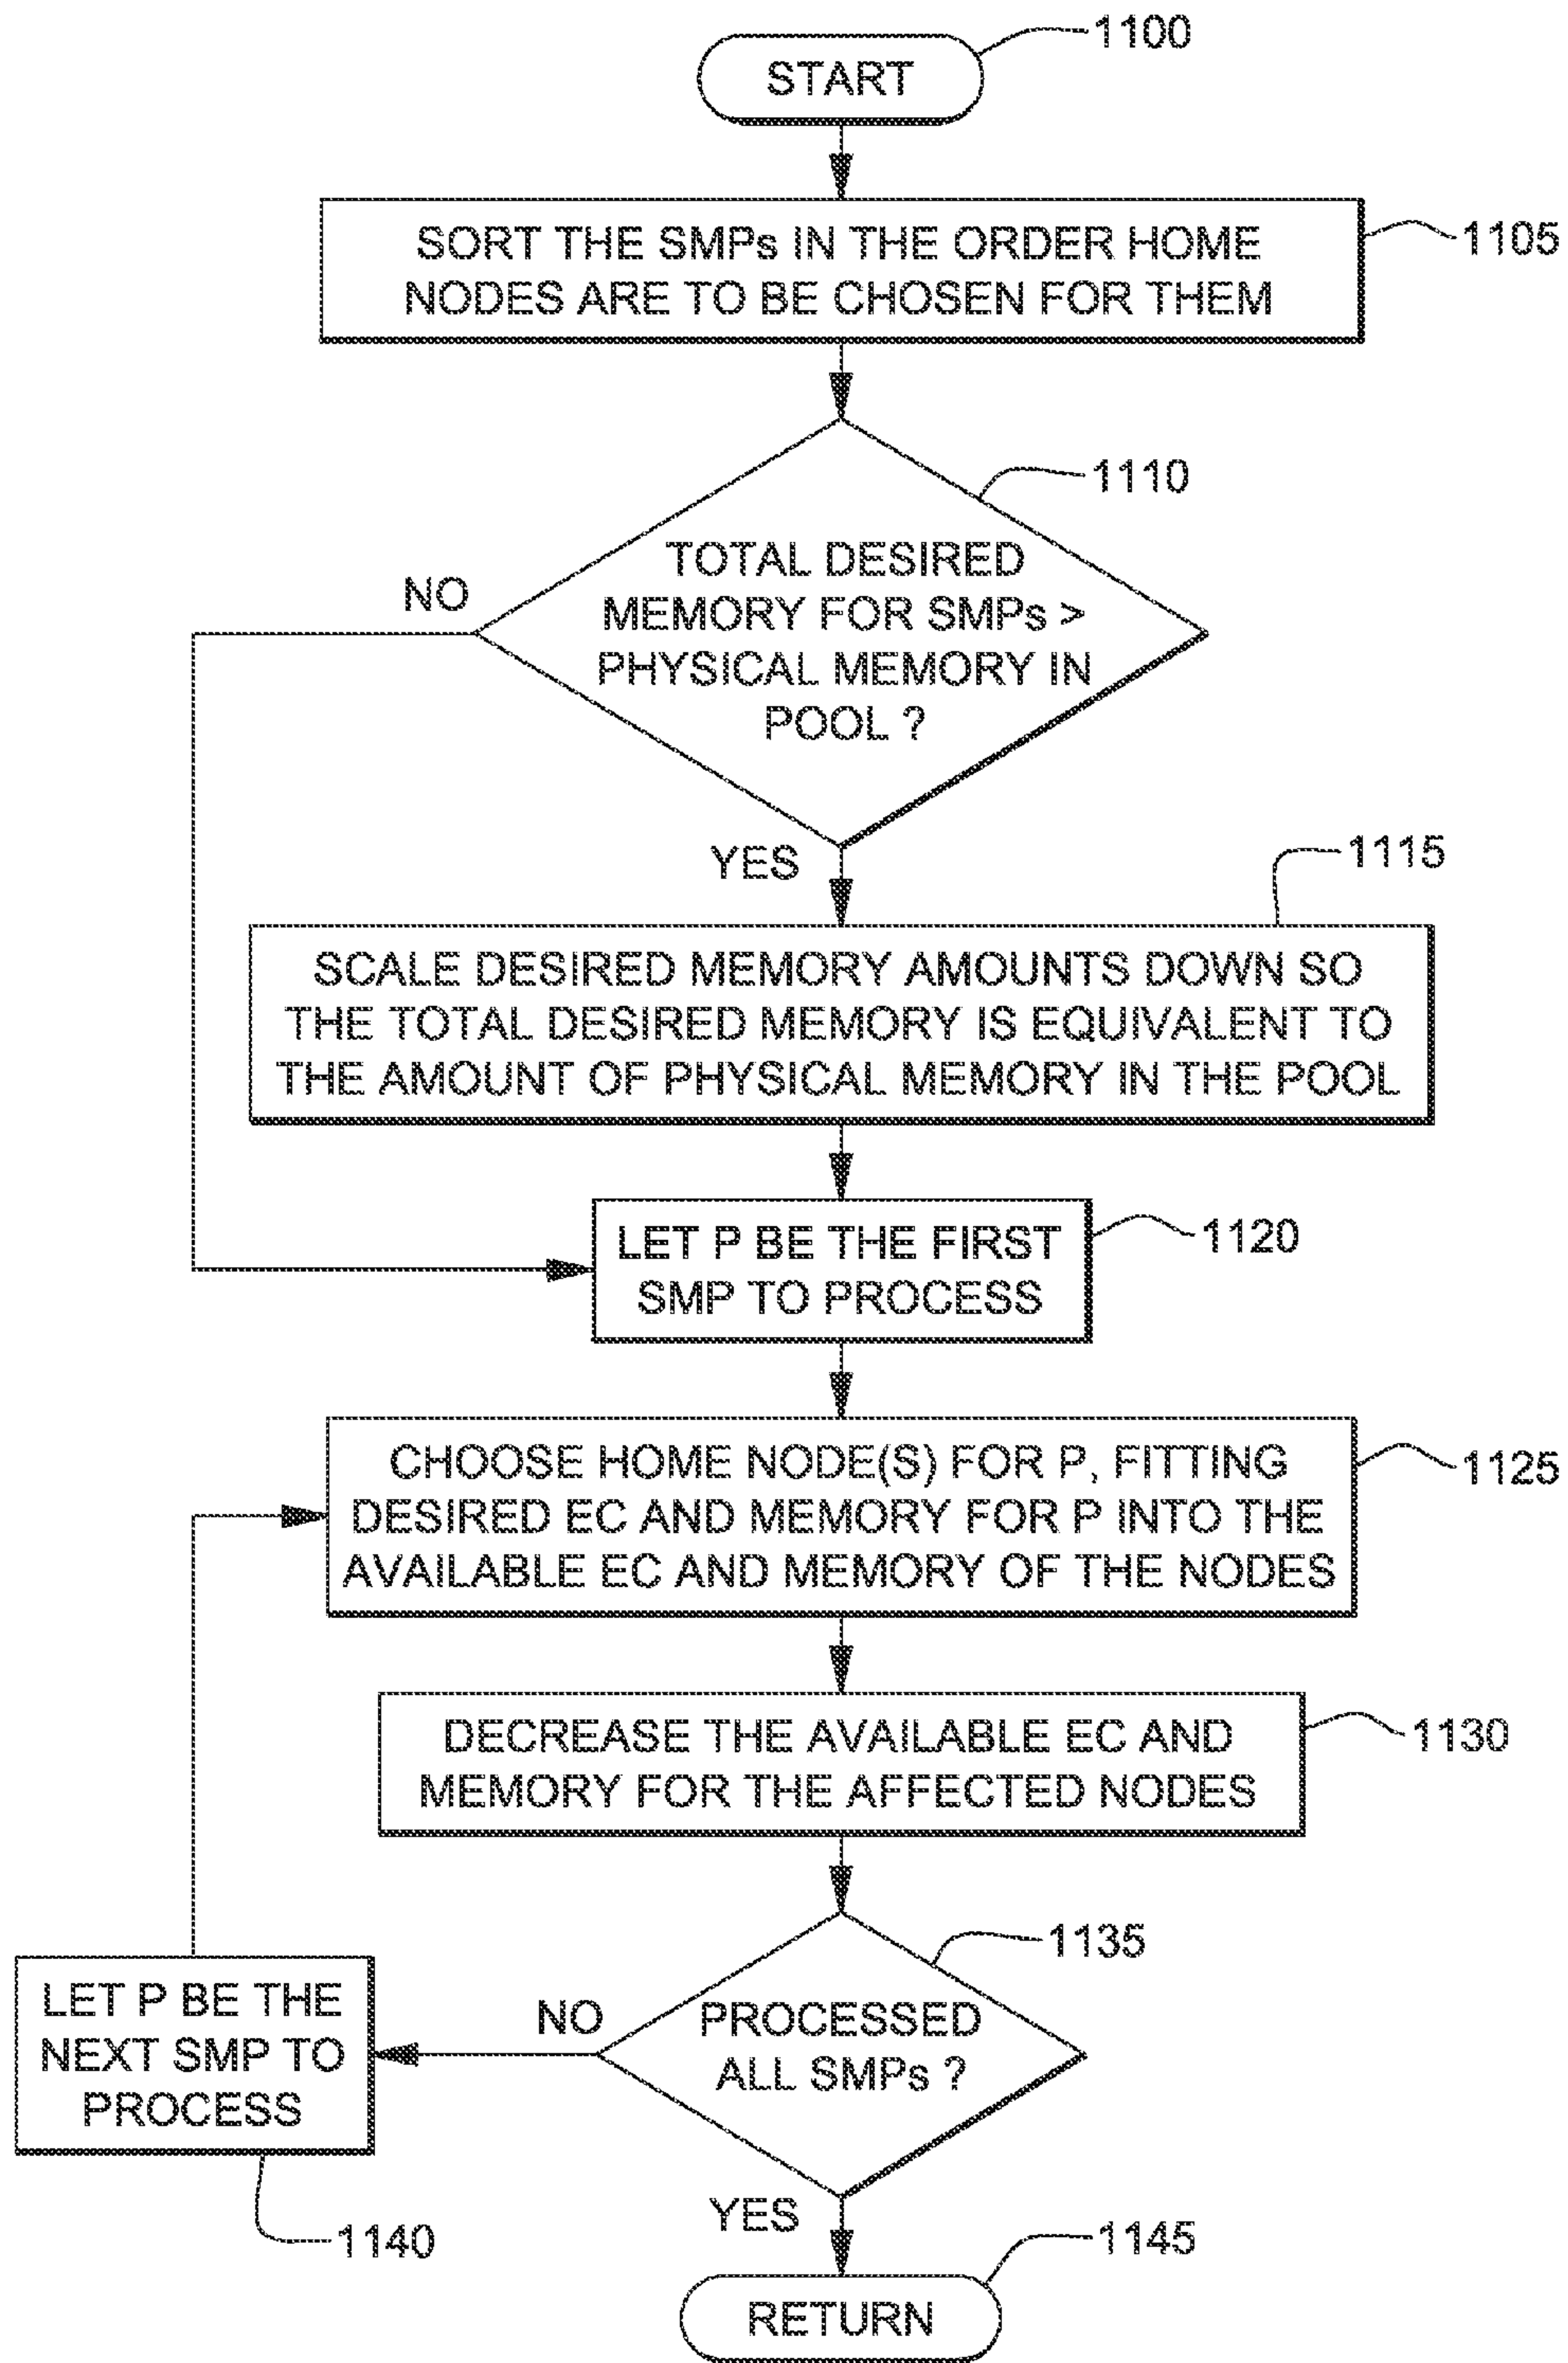 1100
START
SORT THE SMPs IN THE ORDER HOME
NODES ARE TO BE CHOSEN FOR THEM
1105
1110
TOTAL DESIRED
MEMORY FOR SMPs >
PHYSICAL MEMORY IN
POOL ?
NO
YES
1115
SCALE DESIRED MEMORY AMOUNTS DOWN SO
THE TOTAL DESIRED MEMORY IS EQUIVALENT TO
THE AMOUNT OF PHYSICAL MEMORY IN THE POOL
LET P BE THE FIRST
SMP TO PROCESS
1120
CHOOSE HOME NODE(S) FOR P, FITTING
DESIRED EC AND MEMORY FOR P INTO THE
AVAILABLE EC AND MEMORY OF THE NODES
1125
DECREASE THE AVAILABLE EC AND
MEMORY FOR THE AFFECTED NODES
1130
1135
PROCESSED
ALL SMPs ?
NO
LET P BE THE
NEXT SMP TO
PROCESS
1140
YES
1145
RETURN